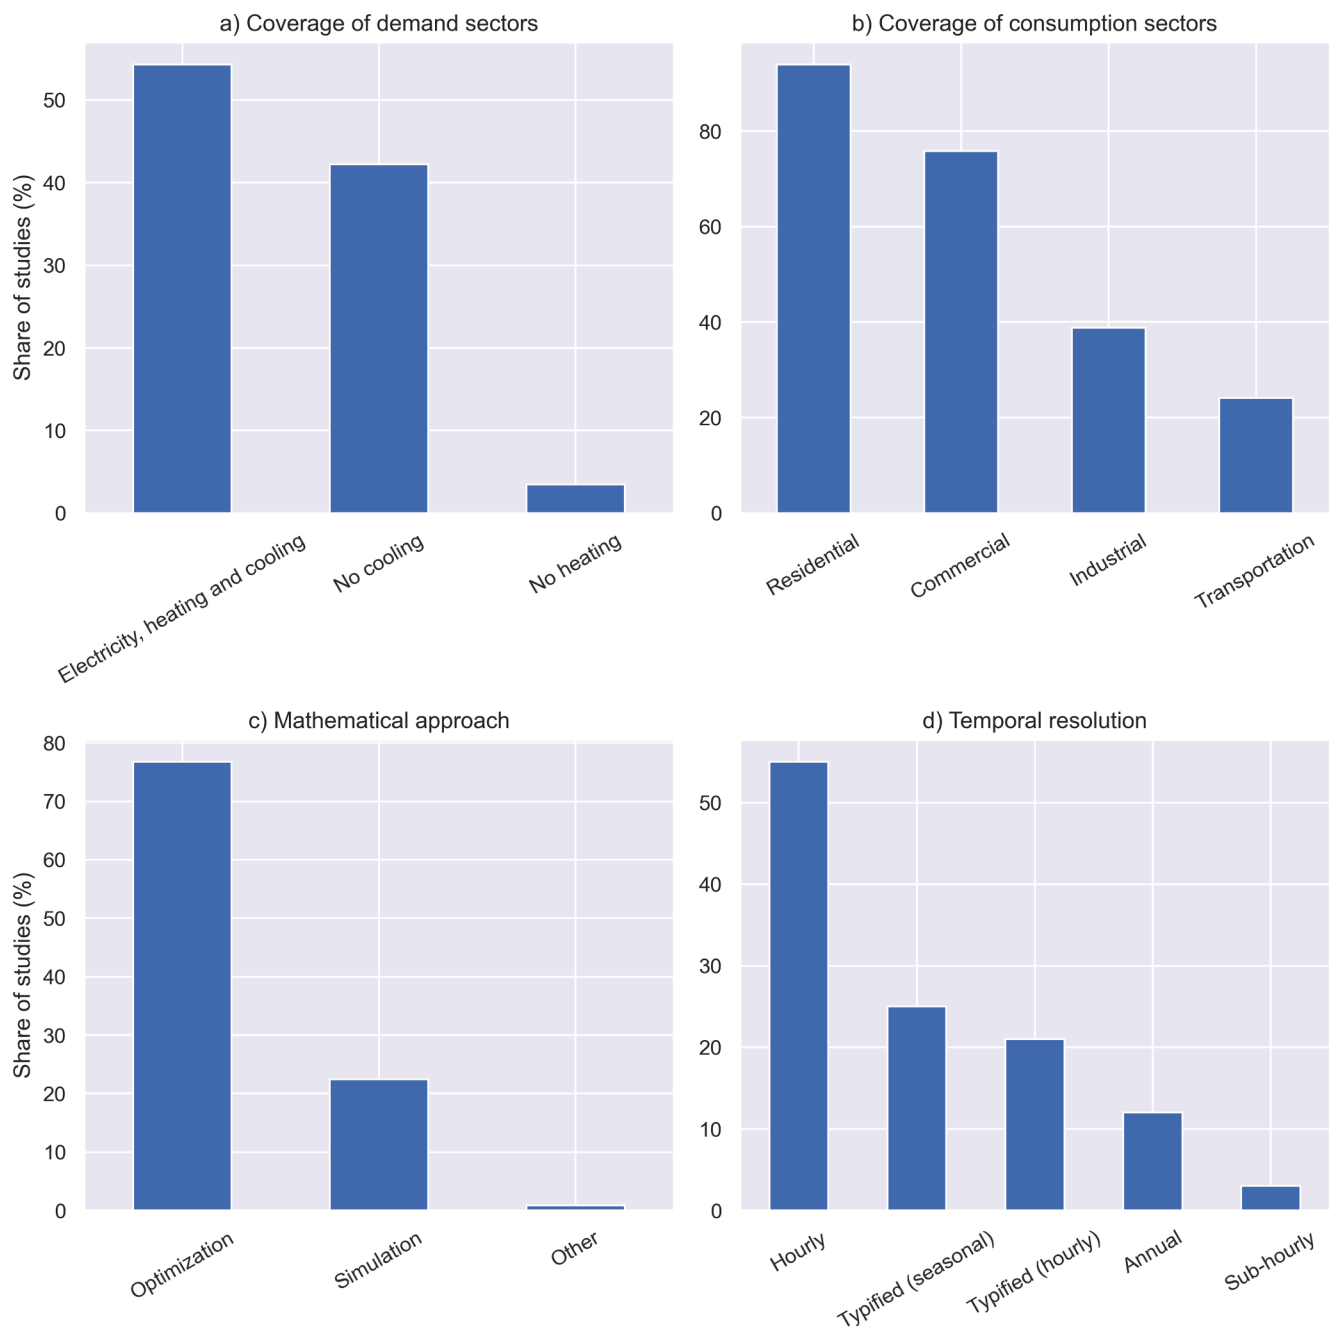 a) Coverage of demand sectors
Share of studies (%)
50
40
30
20
10
0
Electricity, heating and cooling
No cooling
No heating
b) Coverage of consumption sectors
80
60
40
20
0
Residential
Commercial
Industrial
Transportation
c) Mathematical approach
Share of studies (%)
80
70
60
50
40
30
20
10
0
Optimization
Simulation
Other
d) Temporal resolution
50
40
30
20
10
0
Hourly
Typified (seasonal)
Typified (hourly)
Annual
Sub-hourly